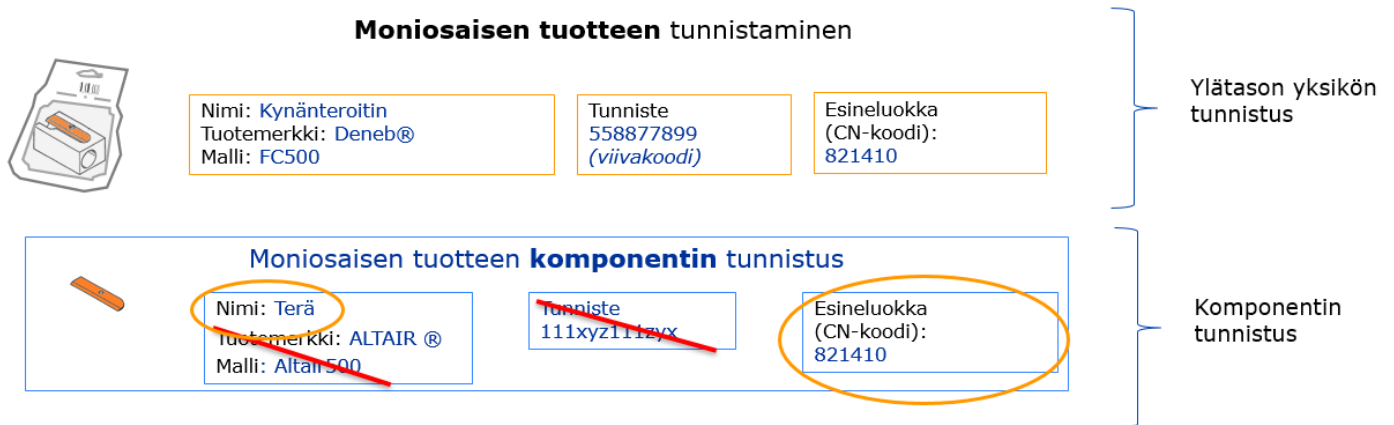 Moniosaisen tuotteen tunnistaminen
Nimi: Kynänteroitin
Tuotemerkki: Deneb®
Malli: FC500
Tunniste
558877899
(viivakoodi)
Esineluokka
(CN-koodi):
821410
Ylätason yksikön
tunnistus
Moniosaisen tuotteen komponentin tunnistus
Nimi: Terä
Tuotemerkki: ALTAIR ®
Malli: Altair500
Tunniste
111xyz111zyx
Esineluokka
(CN-koodi):
821410
Komponentin
tunnistus